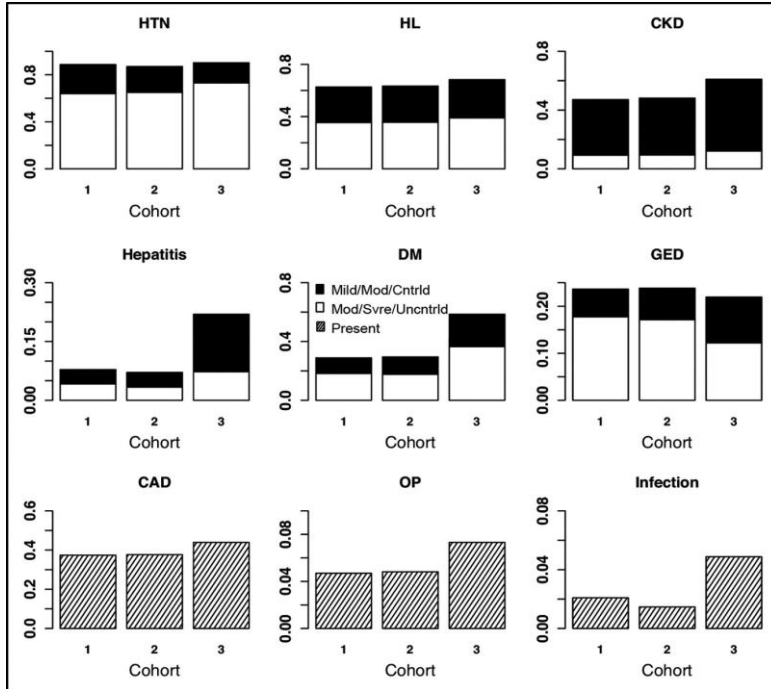 HTN
HL
CKD
0.0 0.4 0.8
1 2 3
Cohort
0.0 0.4 0.8
1 2 3
Cohort
0.0 0.4 0.8
1 2 3
Cohort
Hepatitis
DM
GED
0.00 0.15 0.30
1 2 3
Cohort
0.0 0.4 0.8
Mild/Mod/Cntrld
Mod/Svre/Uncntrld
Present
1 2 3
Cohort
0.00 0.10 0.20
1 2 3
Cohort
CAD
OP
Infection
0.0 0.2 0.4 0.6
1 2 3
Cohort
0.00 0.04 0.08
1 2 3
Cohort
0.00 0.04 0.08
1 2 3
Cohort